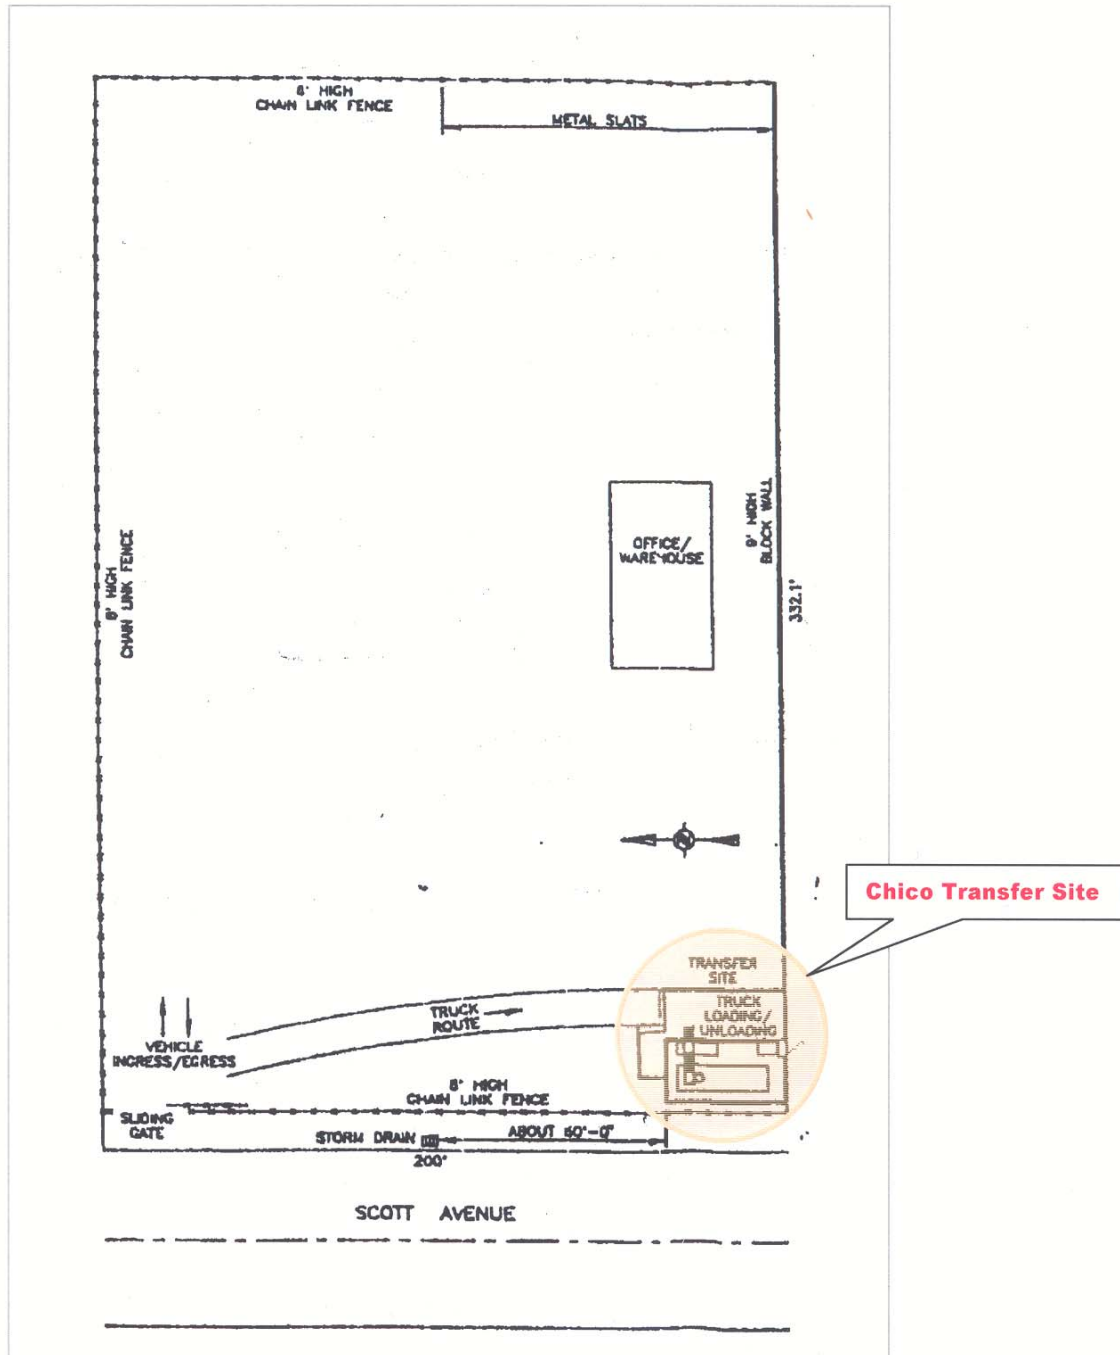 8' HIGH
CHAIN LINK FENCE
METAL SLATS
OFFICE/
WAREHOUSE
9' HIGH
BLOCK WALL
332.1'
8' HIGH
CHAIN LINK FENCE
Chico Transfer Site
TRANSFER
SITE
TRUCK
LOADING/
UNLOADING
TRUCK
ROUTE
VEHICLE
INGRESS/EGRESS
8' HIGH
CHAIN LINK FENCE
SLIDING
GATE
STORM DRAIN
ABOUT 60'-0"
200'
SCOTT AVENUE